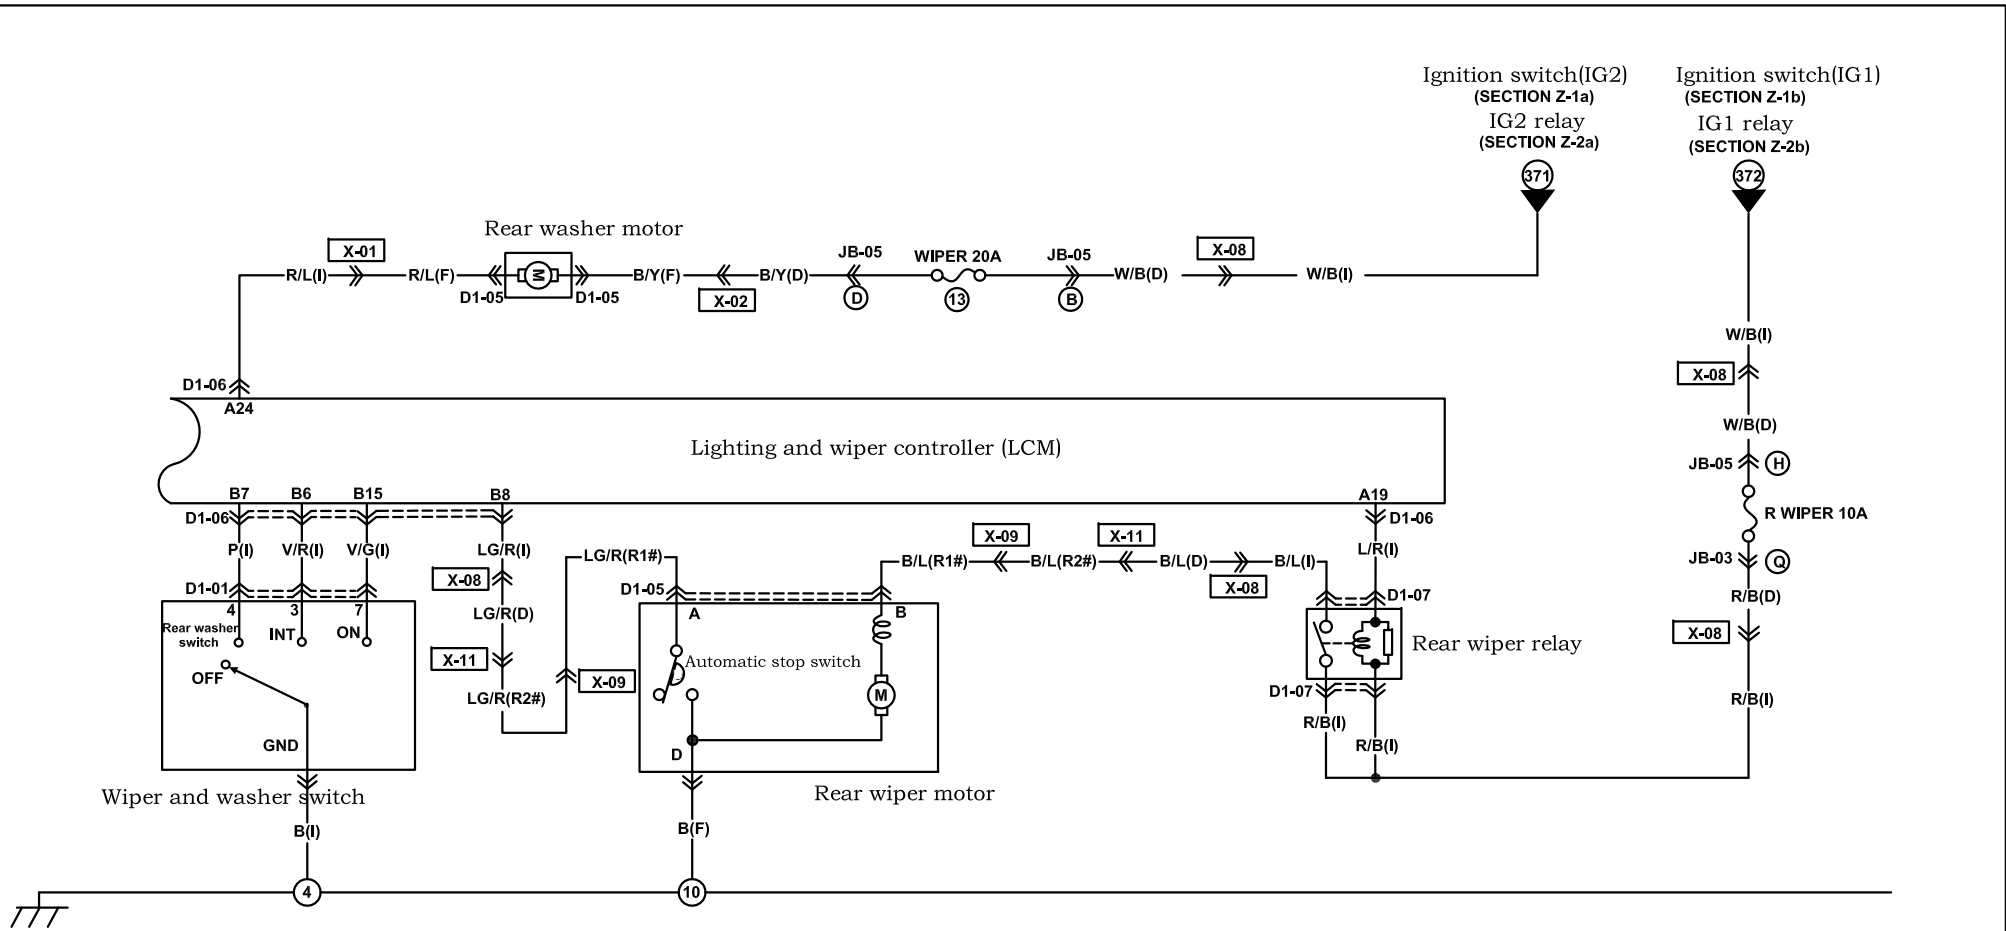 Ignition switch(IG2)
(SECTION Z-1a)
IG2 relay
(SECTION Z-2a)
371
Ignition switch(IG1)
(SECTION Z-1b)
IG1 relay
(SECTION Z-2b)
372
Rear washer motor
X-01
R/L(I)
R/L(F)
D1-05
M
D1-05
B/Y(F)
X-02
B/Y(D)
JB-05
D
WIPER 20A
13
JB-05
B
W/B(D)
X-08
W/B(I)
W/B(I)
X-08
W/B(D)
JB-05
H
R WIPER 10A
JB-03
Q
R/B(D)
X-08
R/B(I)
D1-06
A24
Lighting and wiper controller (LCM)
B7
B6
B15
B8
A19
D1-06
D1-06
P(I)
V/R(I)
V/G(I)
LG/R(I)
L/R(I)
X-08
LG/R(D)
X-11
LG/R(R2#)
LG/R(R1#)
X-09
D1-01
4
3
7
Rear washer
switch
INT
ON
OFF
GND
Wiper and washer switch
B(I)
4
D1-05
A
B
Automatic stop switch
M
D
Rear wiper motor
B(F)
10
B/L(R1#)
X-09
B/L(R2#)
X-11
B/L(D)
X-08
B/L(I)
D1-07
Rear wiper relay
D1-07
R/B(I)
R/B(I)